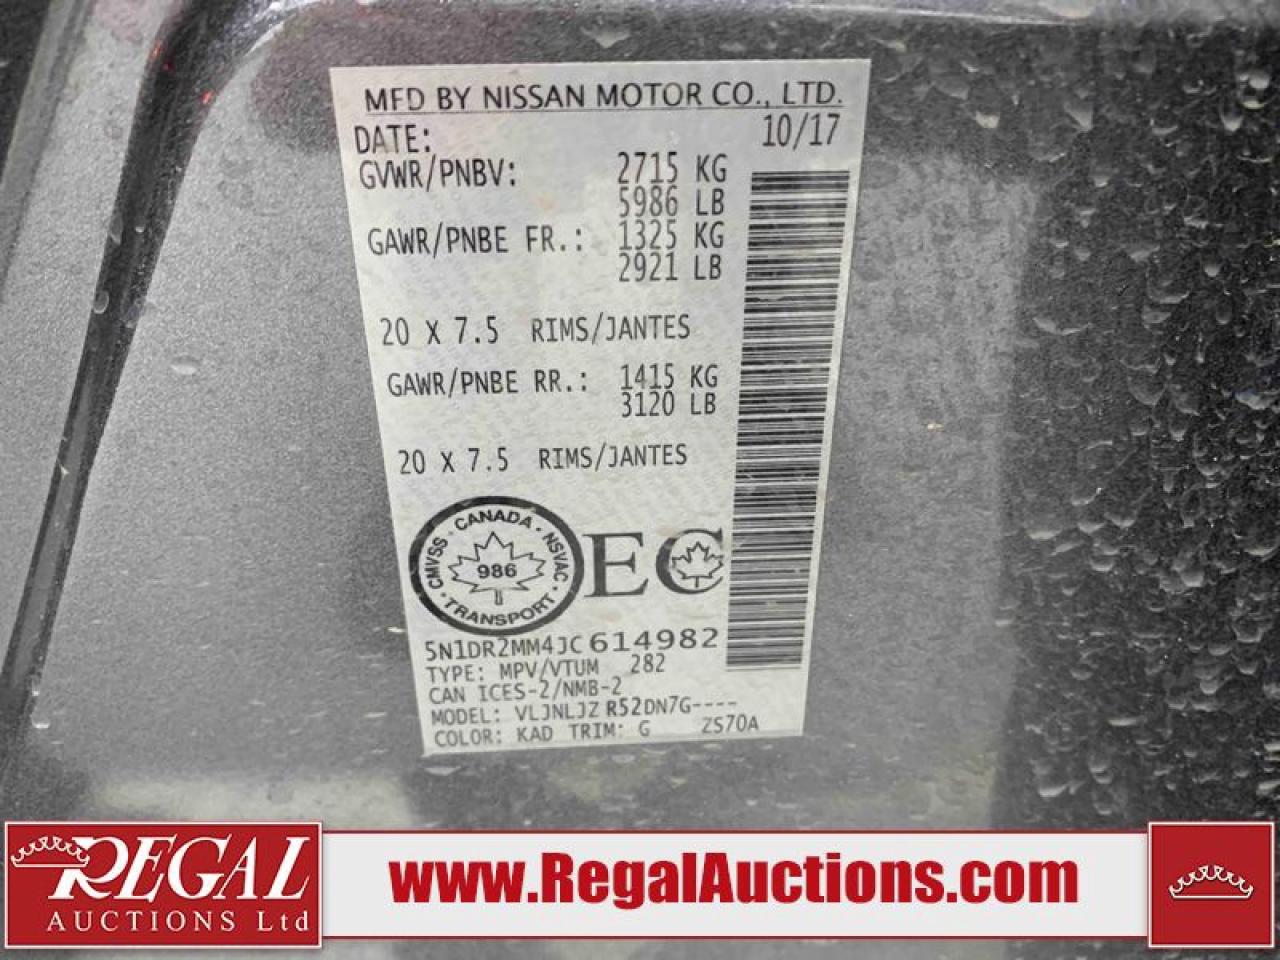 MFD BY NISSAN MOTOR CO., LTD.
DATE: 10/17
GVWR/PNBV: 2715 KG
5986 LB
GAWR/PNBE FR.: 1325 KG
2921 LB
20 X 7.5 RIMS/JANTES
GAWR/PNBE RR.: 1415 KG
3120 LB
20 X 7.5 RIMS/JANTES
CMVSS · CANADA · NSVAC · TRANSPORT ·
986
EC
5N1DR2MM4JC614982
TYPE: MPV/VTUM 282
CAN ICES-2/NMB-2
MODEL: VLJNLJZ R52DN7G----
COLOR: KAD TRIM: G ZS70A
REGAL
AUCTIONS Ltd
www.RegalAuctions.com